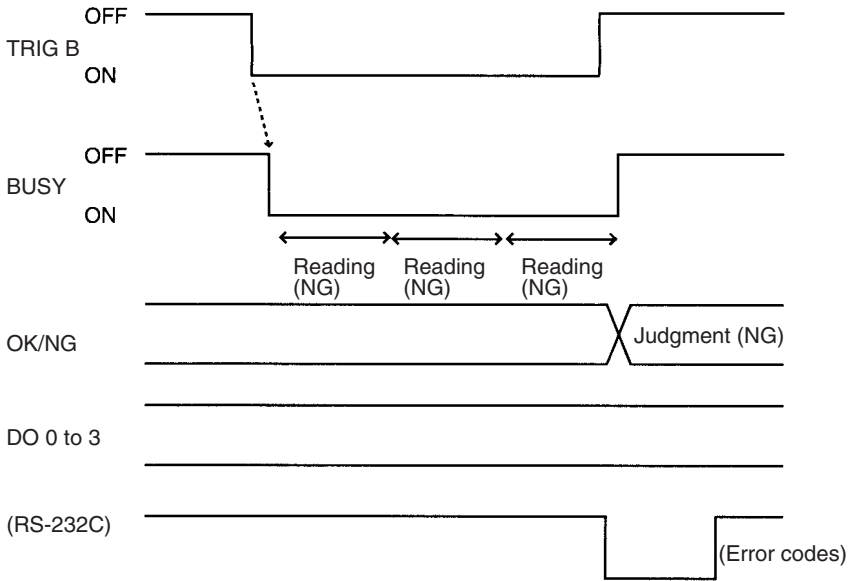 OFF
TRIG B
ON
OFF
BUSY
ON
Reading Reading Reading
(NG) (NG) (NG)
OK/NG
Judgment (NG)
DO 0 to 3
(RS-232C)
(Error codes)